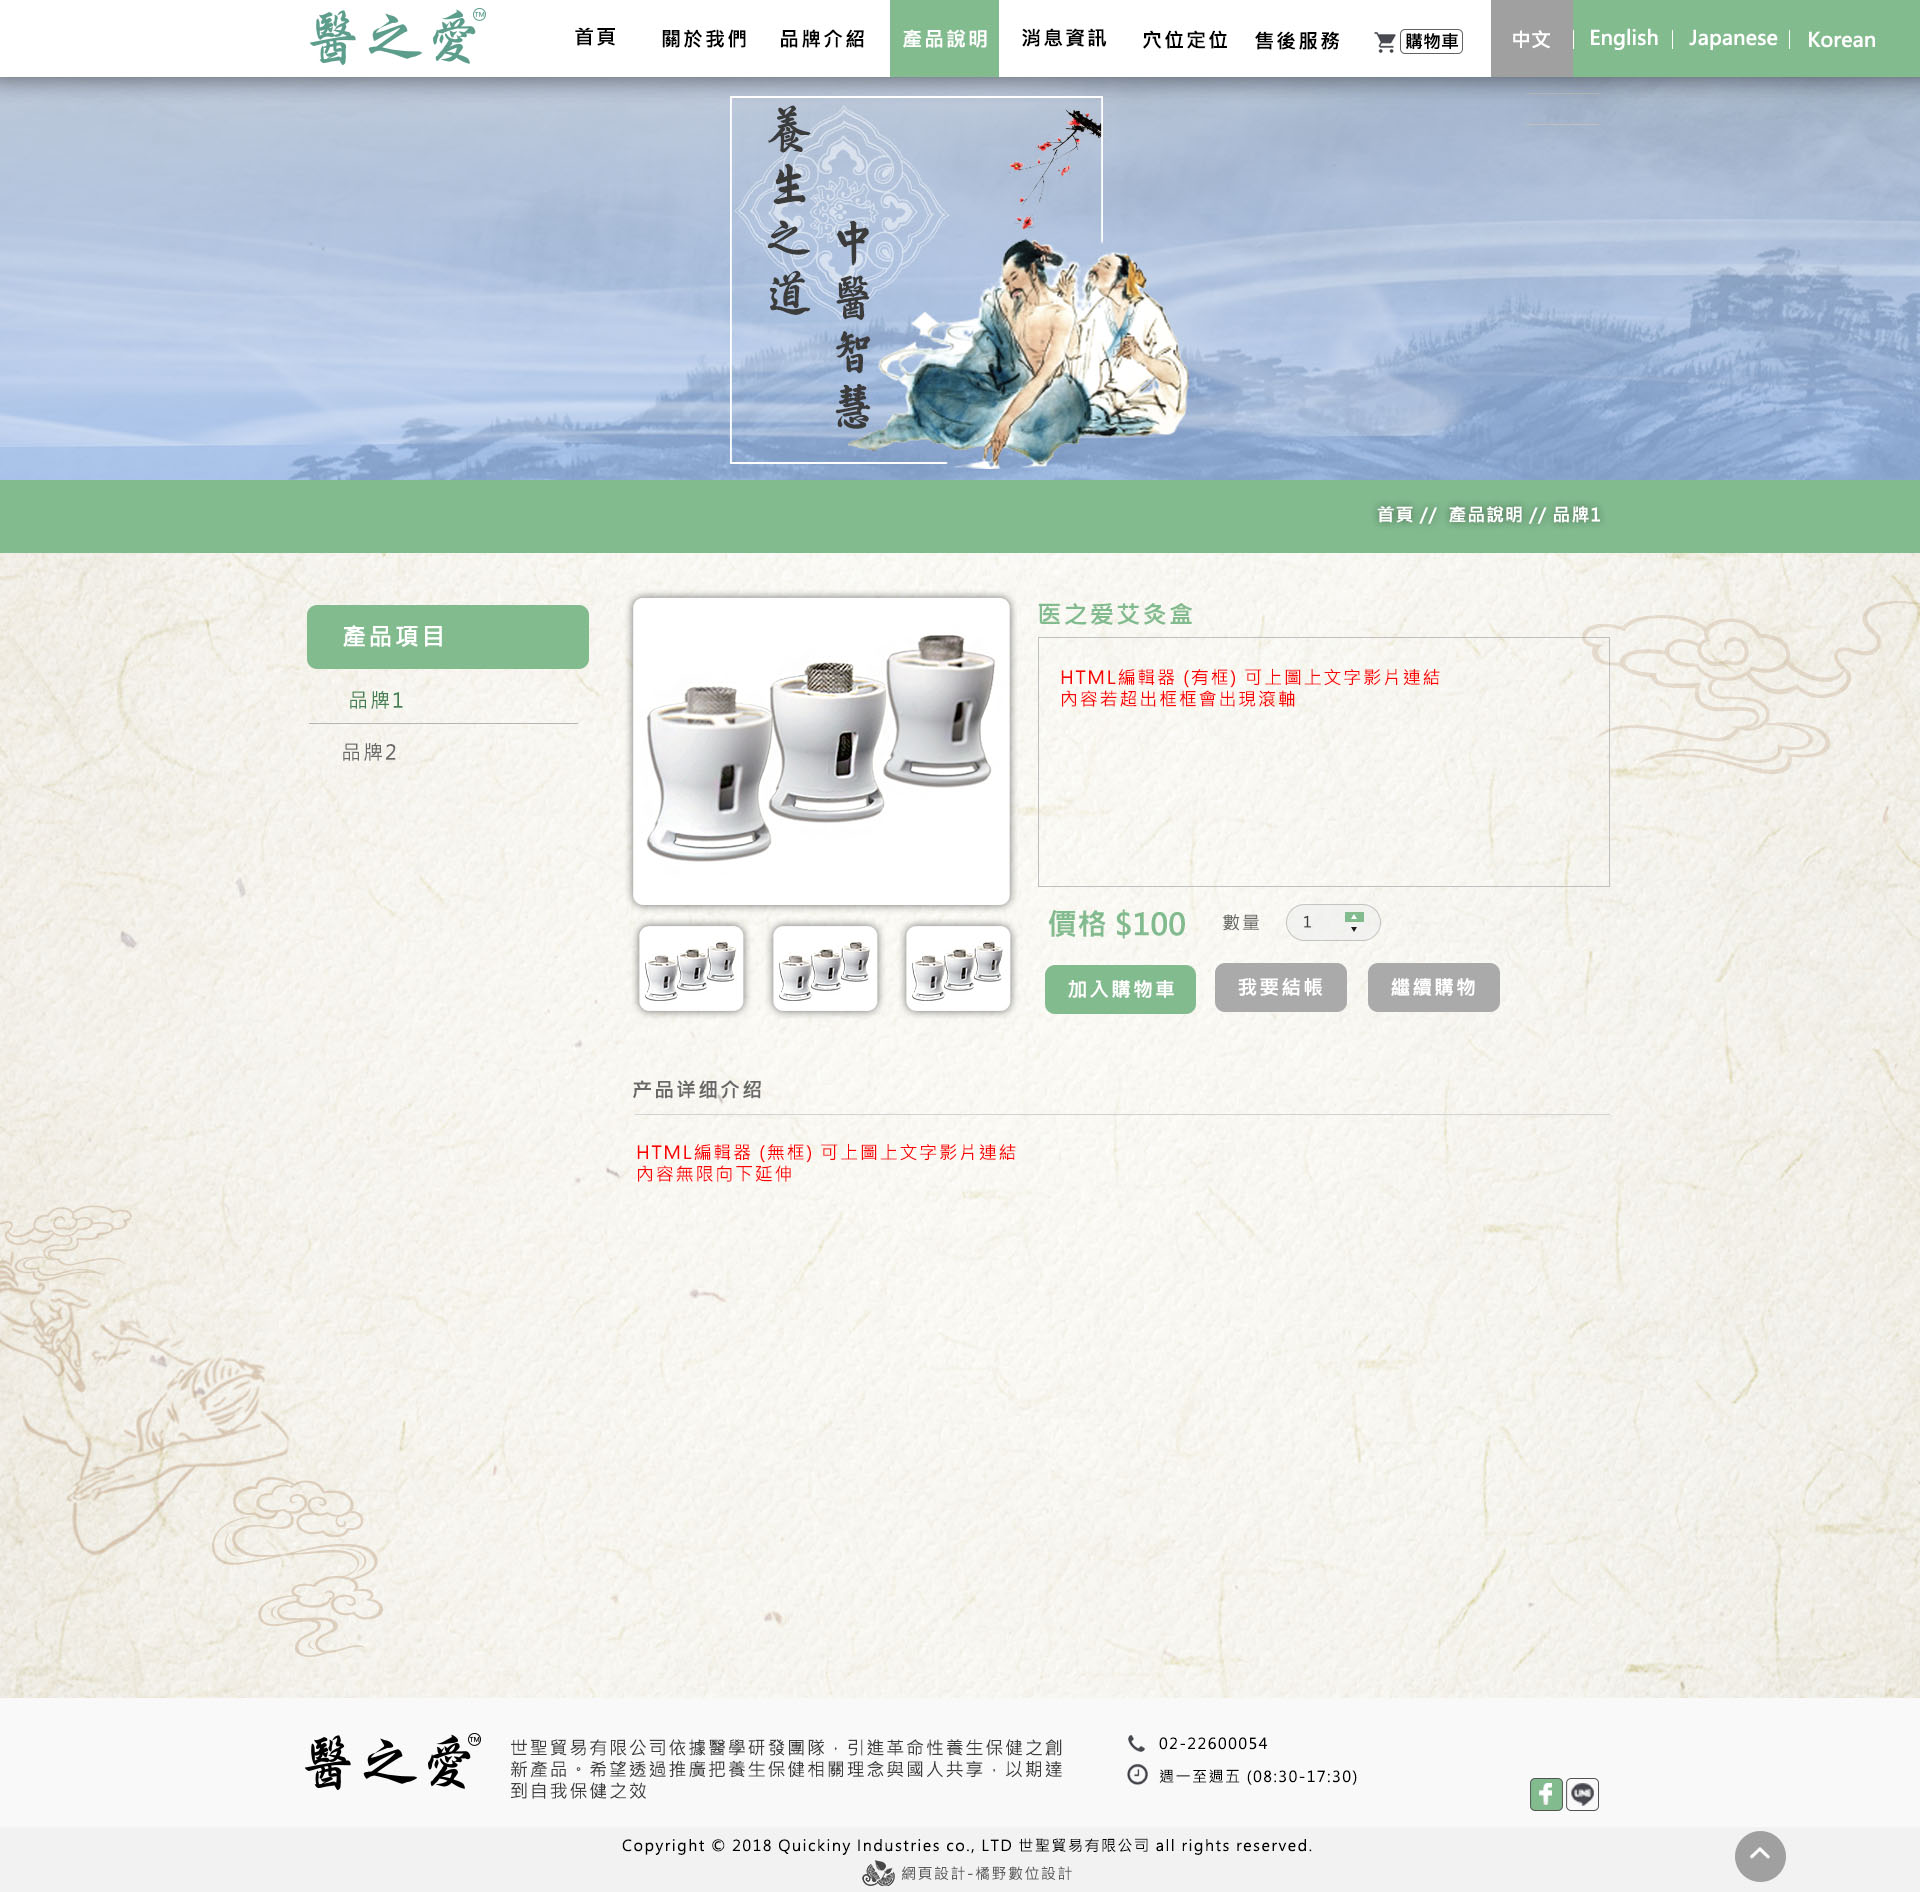 醫之愛™
首頁
關於我們
品牌介紹
產品說明
消息資訊
穴位定位
售後服務
購物車
中文
English
Japanese
Korean
養生之道
中醫智慧
首頁 // 產品說明 // 品牌1
產品項目
品牌1
品牌2
医之爱艾灸盒
HTML編輯器 (有框) 可上圖上文字影片連結
內容若超出框框會出現滾軸
價格 $100
數量
1
加入購物車
我要結帳
繼續購物
产品详细介绍
HTML編輯器 (無框) 可上圖上文字影片連結
內容無限向下延伸
醫之愛™
世聖貿易有限公司依據醫學研發團隊，引進革命性養生保健之創
新產品。希望透過推廣把養生保健相關理念與國人共享，以期達
到自我保健之效
02-22600054
週一至週五 (08:30-17:30)
LINE
Copyright © 2018 Quickiny Industries co., LTD 世聖貿易有限公司 all rights reserved.
網頁設計-橘野數位設計